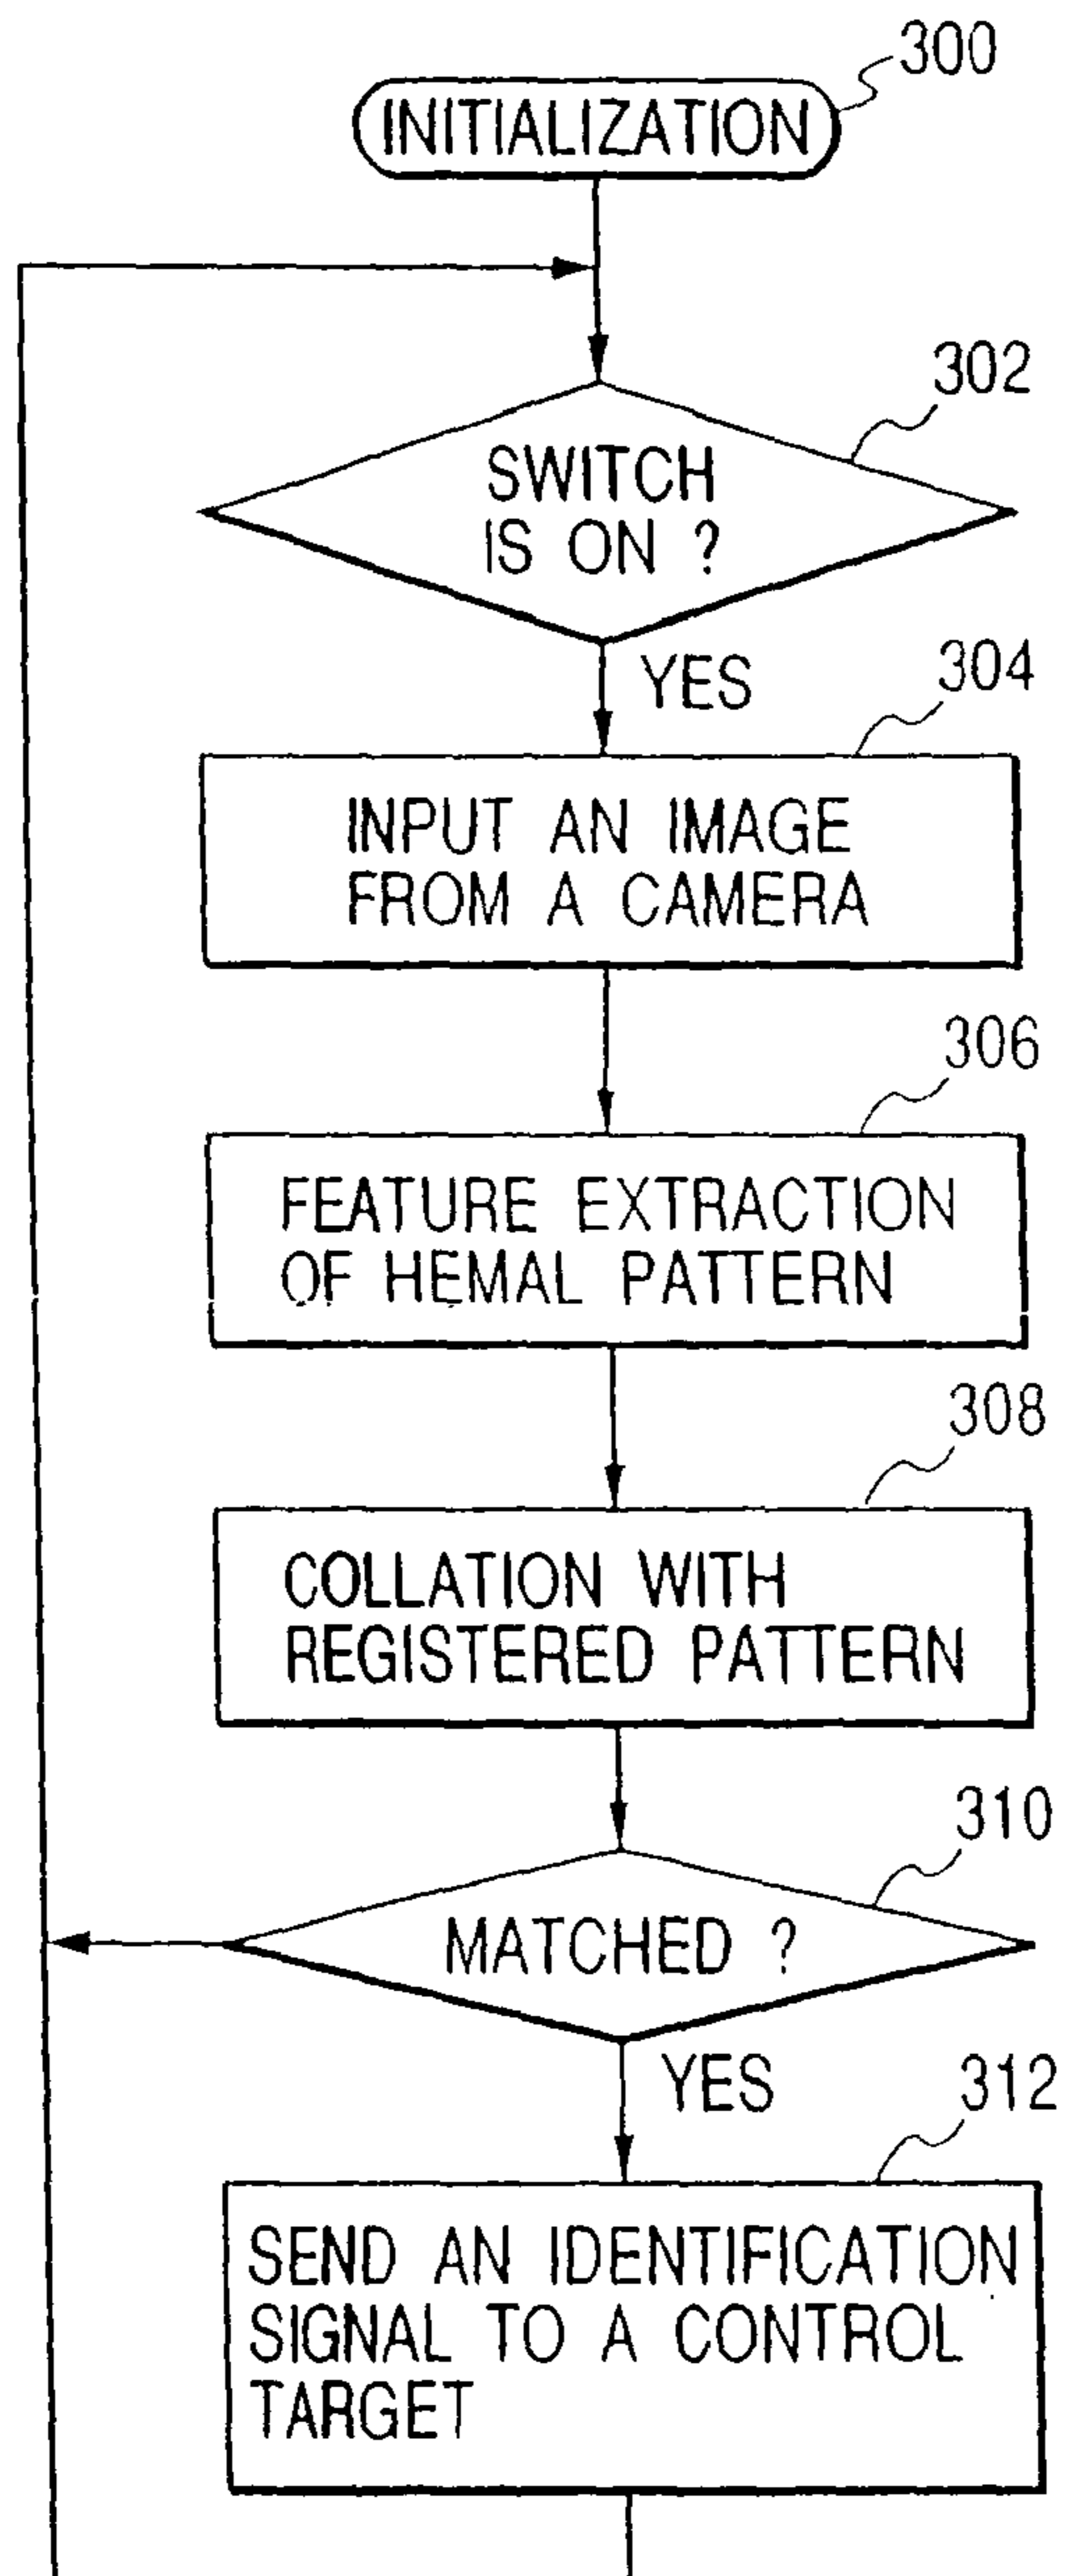 300
INITIALIZATION
302
SWITCH
IS ON ?
YES
304
INPUT AN IMAGE
FROM A CAMERA
306
FEATURE EXTRACTION
OF HEMAL PATTERN
308
COLLATION WITH
REGISTERED PATTERN
310
MATCHED ?
YES
312
SEND AN IDENTIFICATION
SIGNAL TO A CONTROL
TARGET